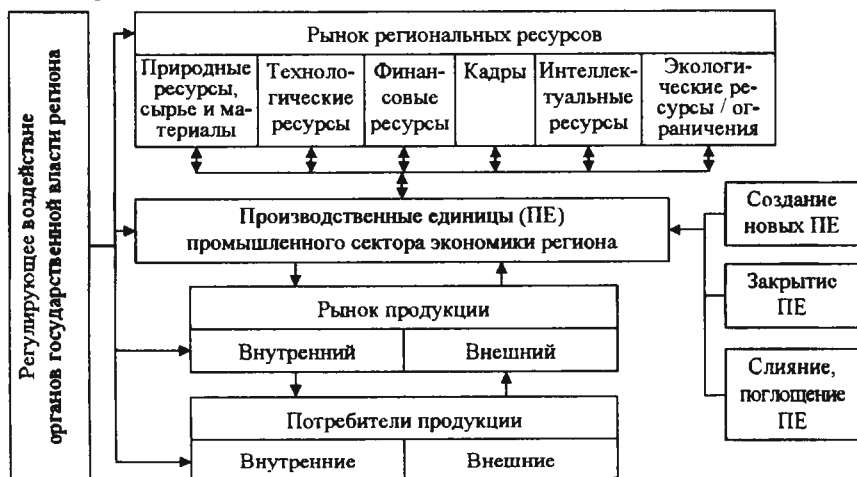 Регулирующее воздействие
органов государственной власти региона
Рынок региональных ресурсов
Природные
ресурсы,
сырье и ма-
териалы
Техноло-
гические
ресурсы
Финан-
совые
ресурсы
Кадры
Интеллек-
туальные
ресурсы
Экологи-
ческие ре-
сурсы / ог-
раничения
Производственные единицы (ПЕ)
промышленного сектора экономики региона
Создание
новых ПЕ
Закрытие
ПЕ
Слияние,
поглощение
ПЕ
Рынок продукции
Внутренний
Внешний
Потребители продукции
Внутренние
Внешние